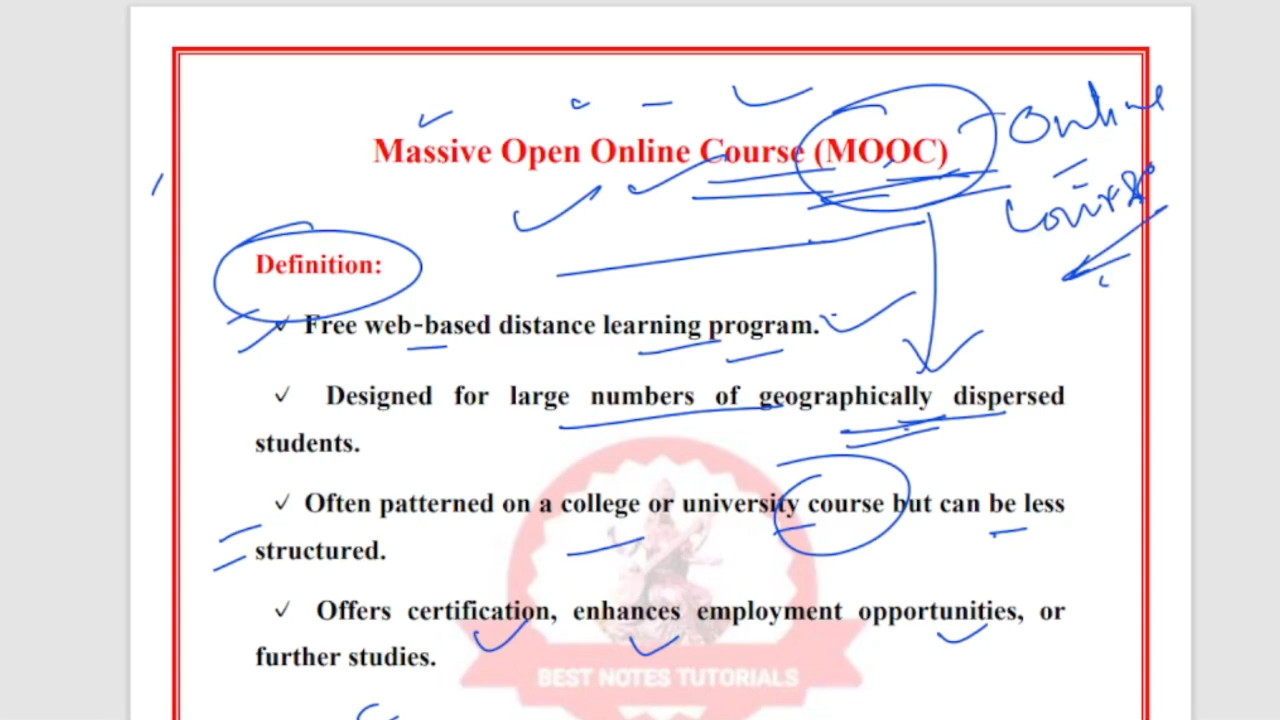 Massive Open Online Course (MOOC)
Online
Course
Definition:
✓ Free web-based distance learning program.
✓ Designed for large numbers of geographically dispersed
students.
✓ Often patterned on a college or university course but can be less
structured.
✓ Offers certification, enhances employment opportunities, or
further studies.
BEST NOTES TUTORIALS